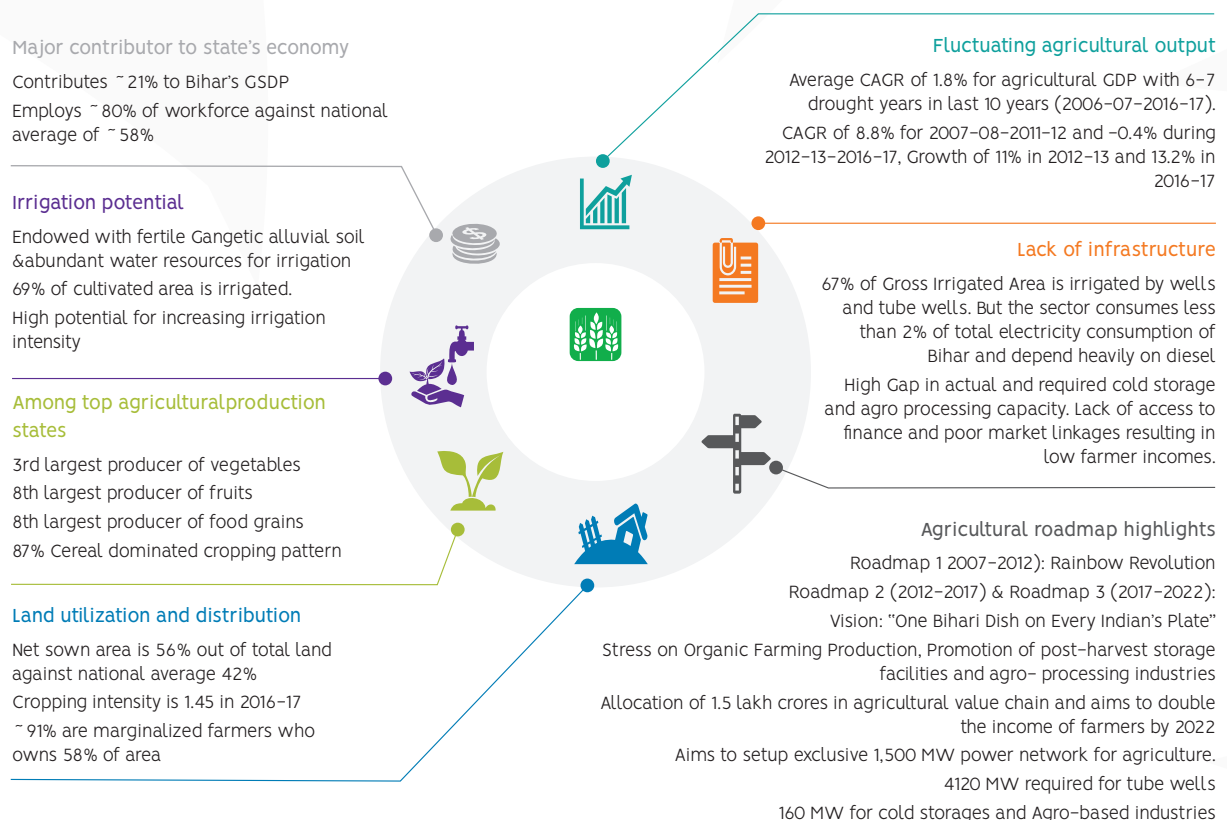 Major contributor to state's economy
Contributes ~21% to Bihar's GSDP
Employs ~80% of workforce against national
average of ~58%
Irrigation potential
Endowed with fertile Gangetic alluvial soil
&abundant water resources for irrigation
69% of cultivated area is irrigated.
High potential for increasing irrigation
intensity
Among top agriculturalproduction
states
3rd largest producer of vegetables
8th largest producer of fruits
8th largest producer of food grains
87% Cereal dominated cropping pattern
Land utilization and distribution
Net sown area is 56% out of total land
against national average 42%
Cropping intensity is 1.45 in 2016-17
~91% are marginalized farmers who
owns 58% of area
Fluctuating agricultural output
Average CAGR of 1.8% for agricultural GDP with 6-7
drought years in last 10 years (2006-07-2016-17).
CAGR of 8.8% for 2007-08-2011-12 and -0.4% during
2012-13-2016-17, Growth of 11% in 2012-13 and 13.2% in
2016-17
Lack of infrastructure
67% of Gross Irrigated Area is irrigated by wells
and tube wells. But the sector consumes less
than 2% of total electricity consumption of
Bihar and depend heavily on diesel
High Gap in actual and required cold storage
and agro processing capacity. Lack of access to
finance and poor market linkages resulting in
low farmer incomes.
Agricultural roadmap highlights
Roadmap 1 2007-2012): Rainbow Revolution
Roadmap 2 (2012-2017) & Roadmap 3 (2017-2022):
Vision: "One Bihari Dish on Every Indian's Plate"
Stress on Organic Farming Production, Promotion of post-harvest storage
facilities and agro- processing industries
Allocation of 1.5 lakh crores in agricultural value chain and aims to double
the income of farmers by 2022
Aims to setup exclusive 1,500 MW power network for agriculture.
4120 MW required for tube wells
160 MW for cold storages and Agro-based industries